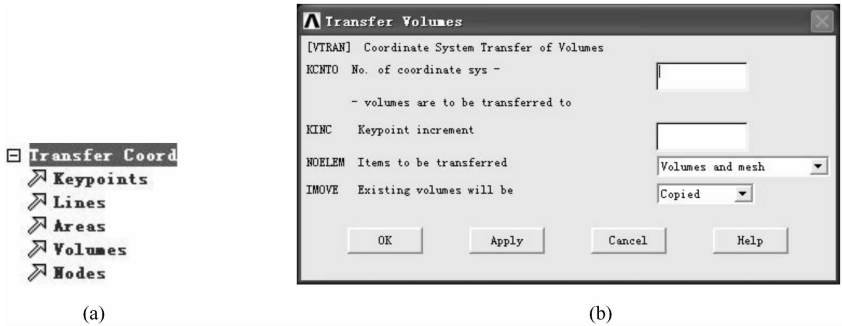 Transfer Coord
Keypoints
Lines
Areas
Volumes
Nodes
(a)
Transfer Volumes
[VTRAN] Coordinate System Transfer of Volumes
KCNTO No. of coordinate sys -
- volumes are to be transferred to
KINC Keypoint increment
NOELEM Items to be transferred Volumes and mesh
IMOVE Existing volumes will be Copied
OK Apply Cancel Help
(b)